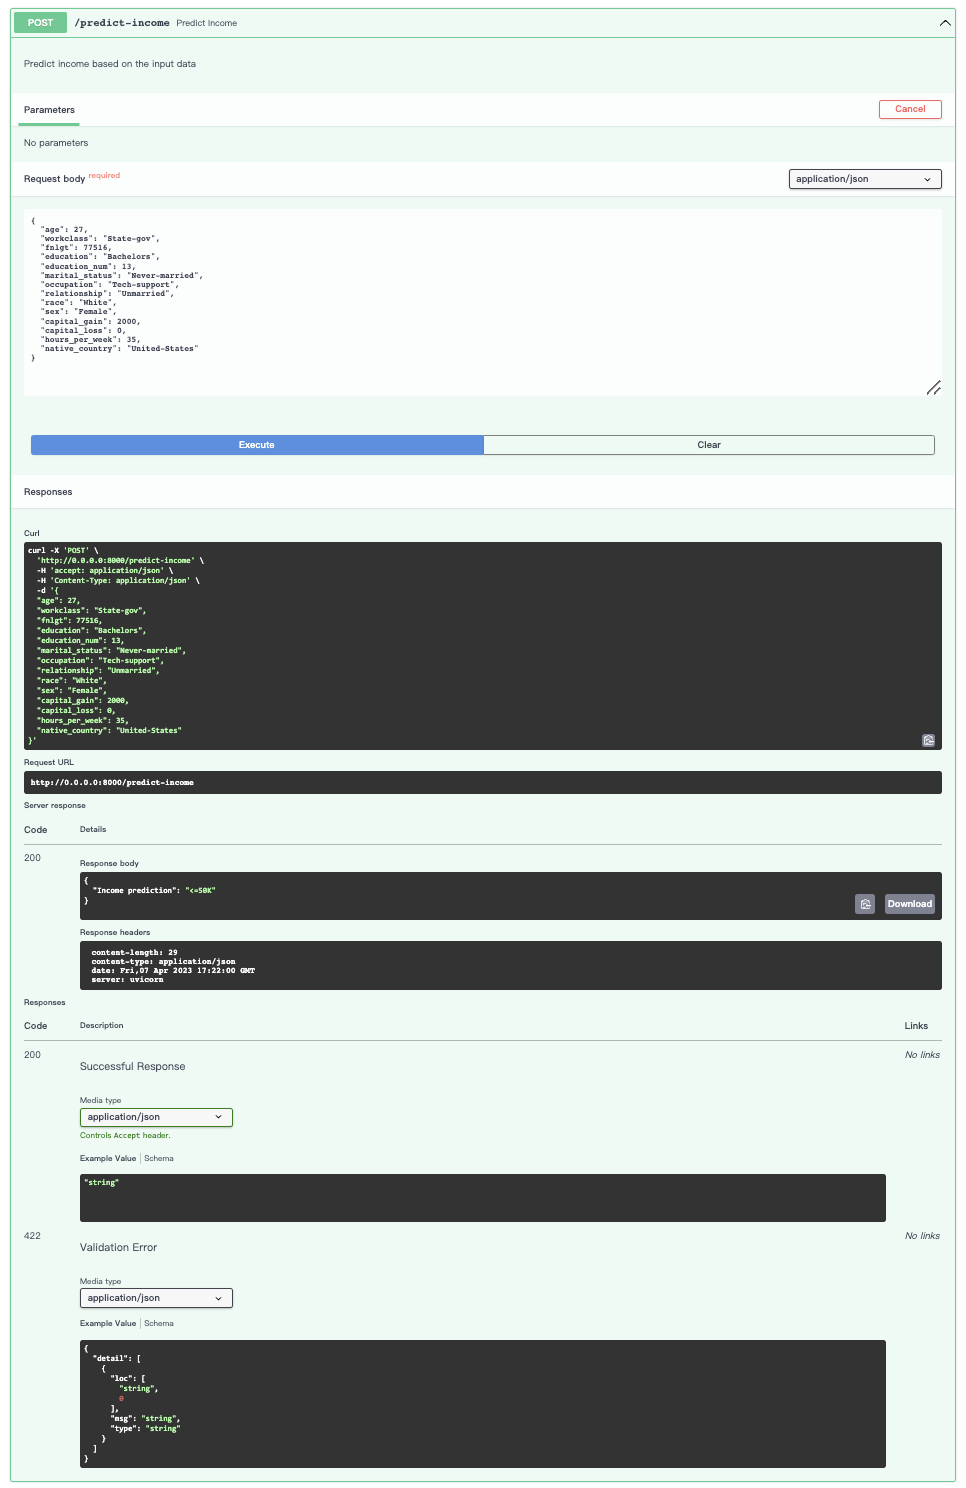 POST /predict-income Predict Income
Predict income based on the input data
Parameters Cancel
No parameters
Request body required application/json
{
"age": 27,
"workclass": "State-gov",
"fnlgt": 77516,
"education": "Bachelors",
"education_num": 13,
"marital_status": "Never-married",
"occupation": "Tech-support",
"relationship": "Unmarried",
"race": "White",
"sex": "Female",
"capital_gain": 2000,
"capital_loss": 0,
"hours_per_week": 35,
"native_country": "United-States"
}
Execute Clear
Responses
Curl
curl -X 'POST' \
'http://0.0.0.0:8000/predict-income' \
-H 'accept: application/json' \
-H 'Content-Type: application/json' \
-d '{
"age": 27,
"workclass": "State-gov",
"fnlgt": 77516,
"education": "Bachelors",
"education_num": 13,
"marital_status": "Never-married",
"occupation": "Tech-support",
"relationship": "Unmarried",
"race": "White",
"sex": "Female",
"capital_gain": 2000,
"capital_loss": 0,
"hours_per_week": 35,
"native_country": "United-States"
}'
Request URL
http://0.0.0.0:8000/predict-income
Server response
Code Details
200
Response body
{
"Income prediction": "<=50K"
}
Download
Response headers
content-length: 29
content-type: application/json
date: Fri,07 Apr 2023 17:22:00 GMT
server: uvicorn
Responses
Code Description Links
200 No links
Successful Response
Media type
application/json
Controls Accept header.
Example Value Schema
"string"
422 No links
Validation Error
Media type
application/json
Example Value Schema
{
"detail": [
{
"loc": [
"string",
0
],
"msg": "string",
"type": "string"
}
]
}